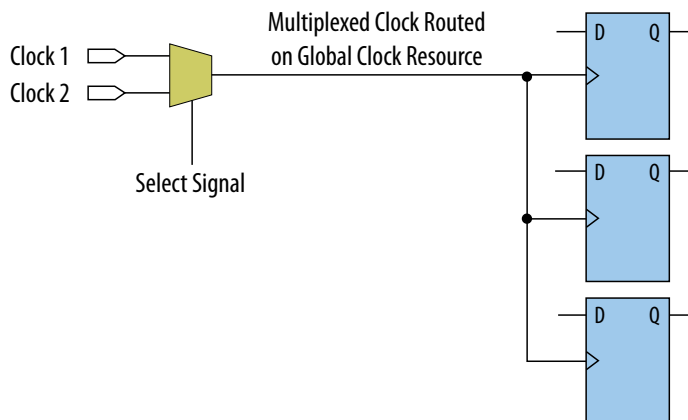 Multiplexed Clock Routed
on Global Clock Resource
Clock 1
Clock 2
Select Signal
D Q
D Q
D Q